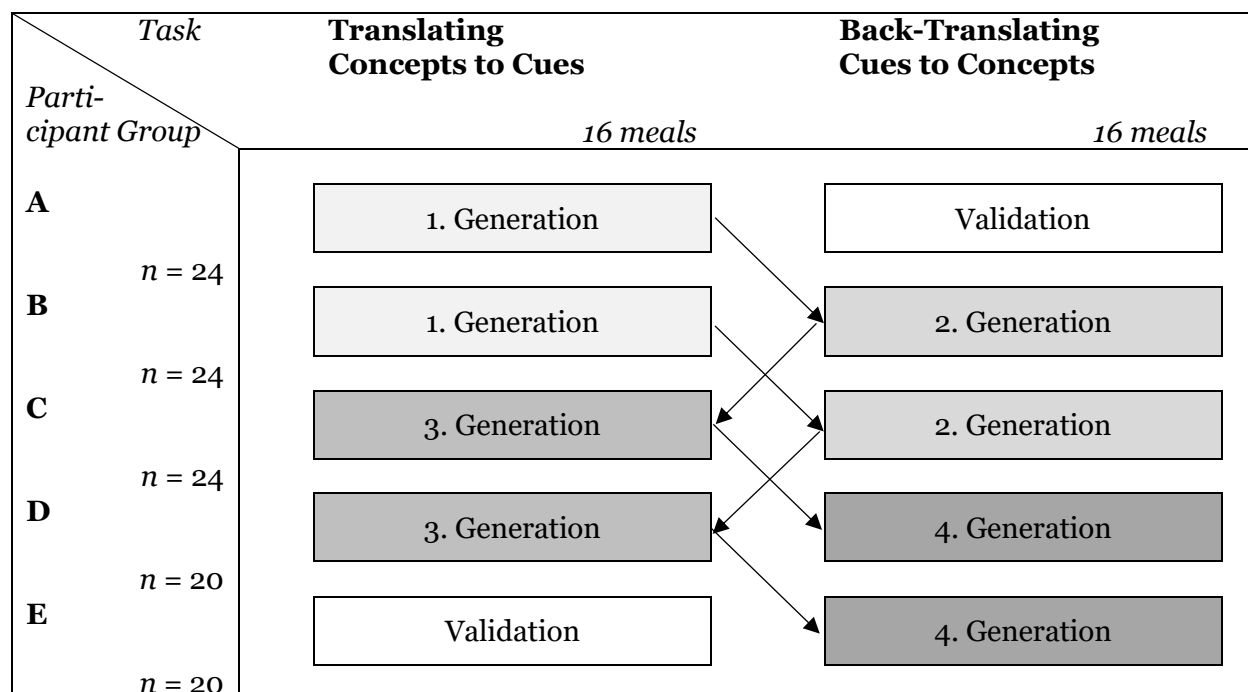 Task
Translating
Concepts to Cues
Back-Translating
Cues to Concepts
Parti-
cipant Group
16 meals
16 meals
A
1. Generation
Validation
n = 24
B
1. Generation
2. Generation
n = 24
C
3. Generation
2. Generation
n = 24
D
3. Generation
4. Generation
n = 20
E
Validation
4. Generation
n = 20